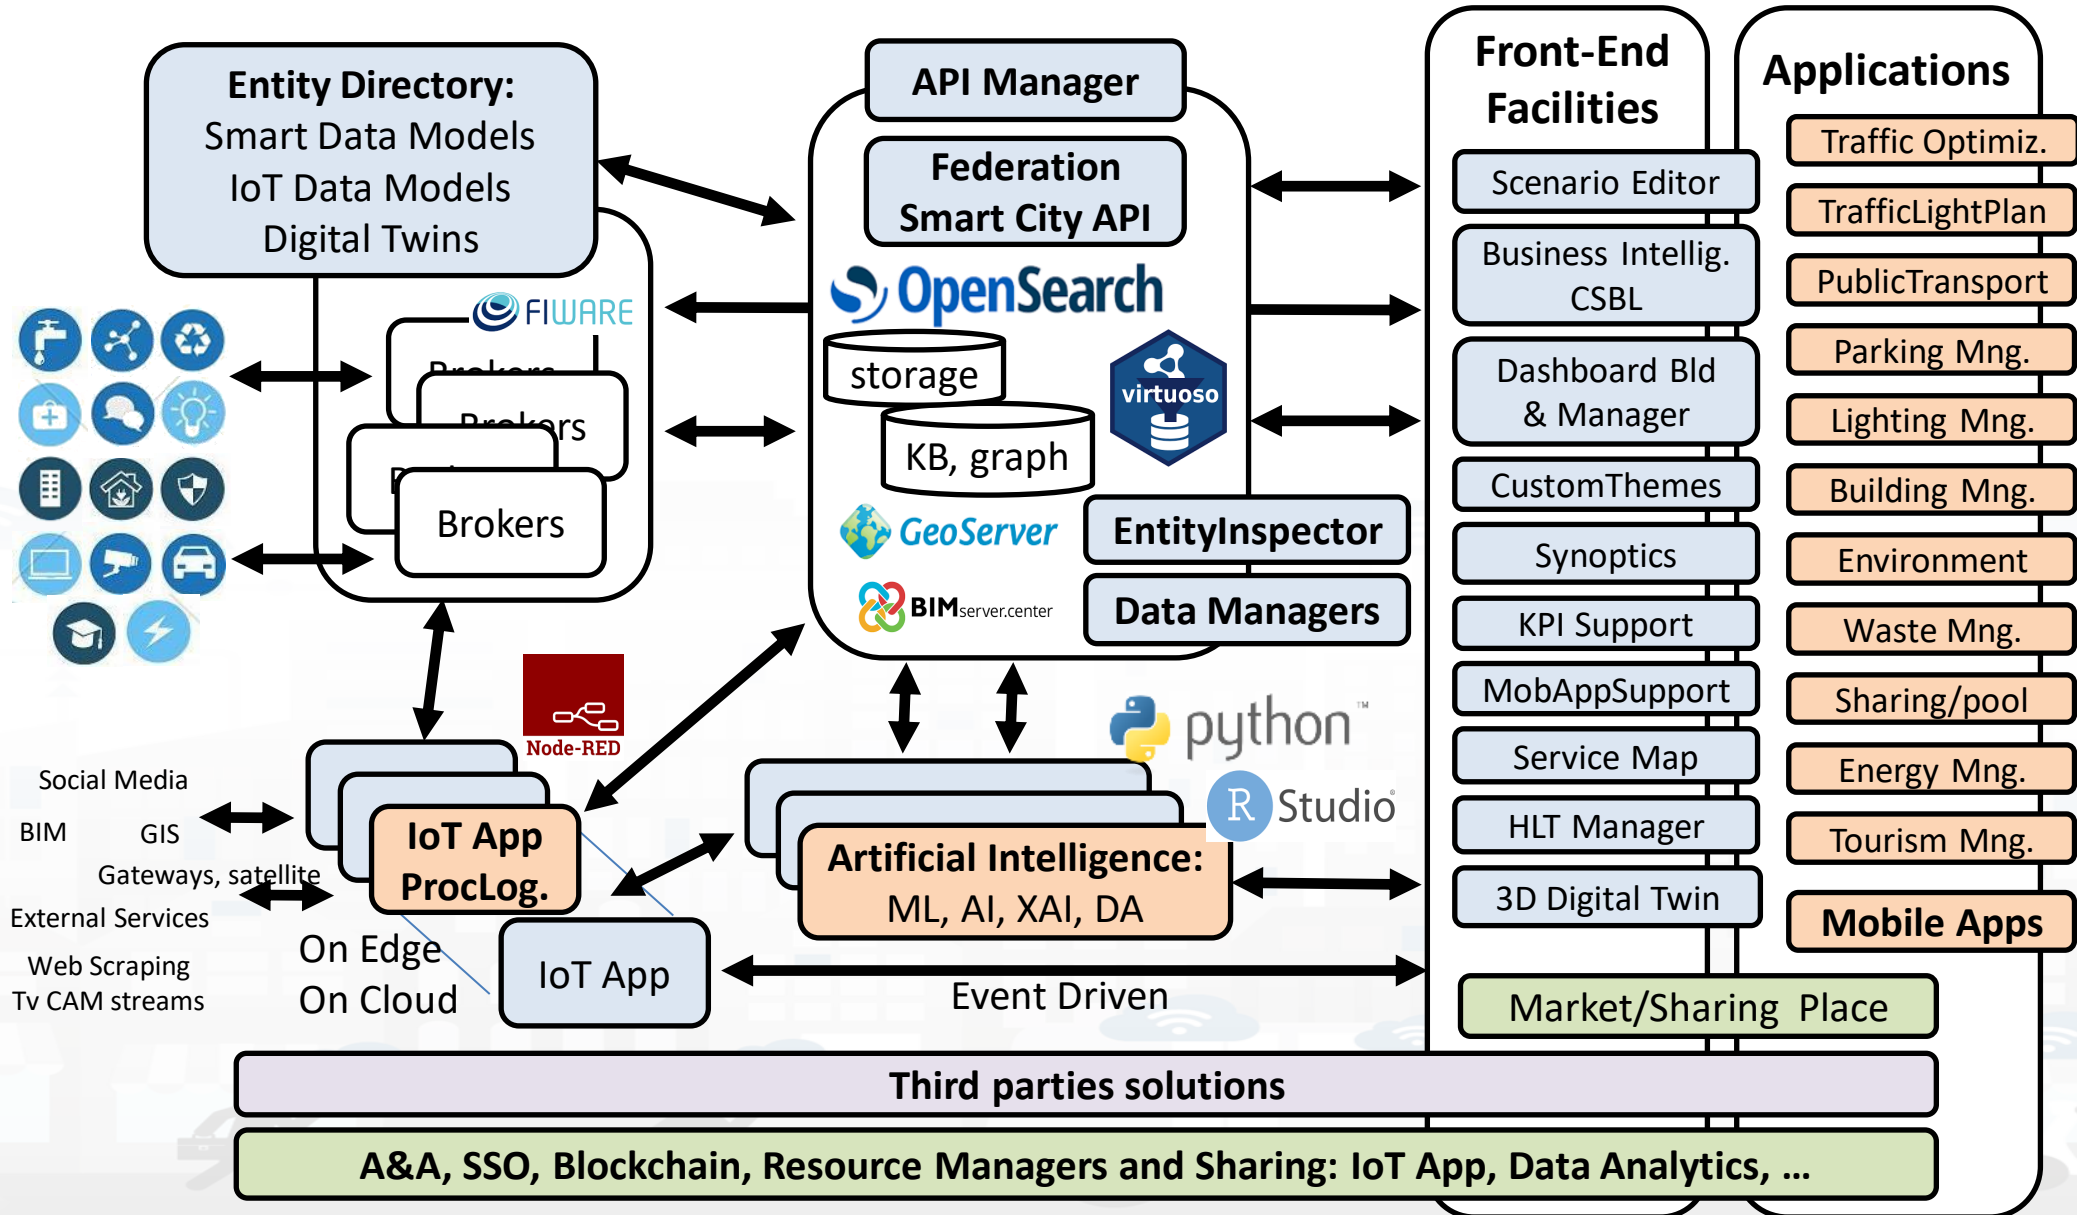 Entity Directory:
Smart Data Models
IoT Data Models
Digital Twins
FIWARE
Brokers
Brokers
Brokers
API Manager
Federation
Smart City API
OpenSearch
storage
virtuoso
KB, graph
GeoServer
EntityInspector
BIMserver.center
Data Managers
Node-RED
Social Media
BIM
GIS
Gateways, satellite
External Services
Web Scraping
Tv CAM streams
IoT App
ProcLog.
On Edge
On Cloud
IoT App
python™
R Studio®
Artificial Intelligence:
ML, AI, XAI, DA
Event Driven
Front-End
Facilities
Scenario Editor
Business Intellig.
CSBL
Dashboard Bld
& Manager
CustomThemes
Synoptics
KPI Support
MobAppSupport
Service Map
HLT Manager
3D Digital Twin
Applications
Traffic Optimiz.
TrafficLightPlan
PublicTransport
Parking Mng.
Lighting Mng.
Building Mng.
Environment
Waste Mng.
Sharing/pool
Energy Mng.
Tourism Mng.
Mobile Apps
Market/Sharing Place
Third parties solutions
A&A, SSO, Blockchain, Resource Managers and Sharing: IoT App, Data Analytics, ...